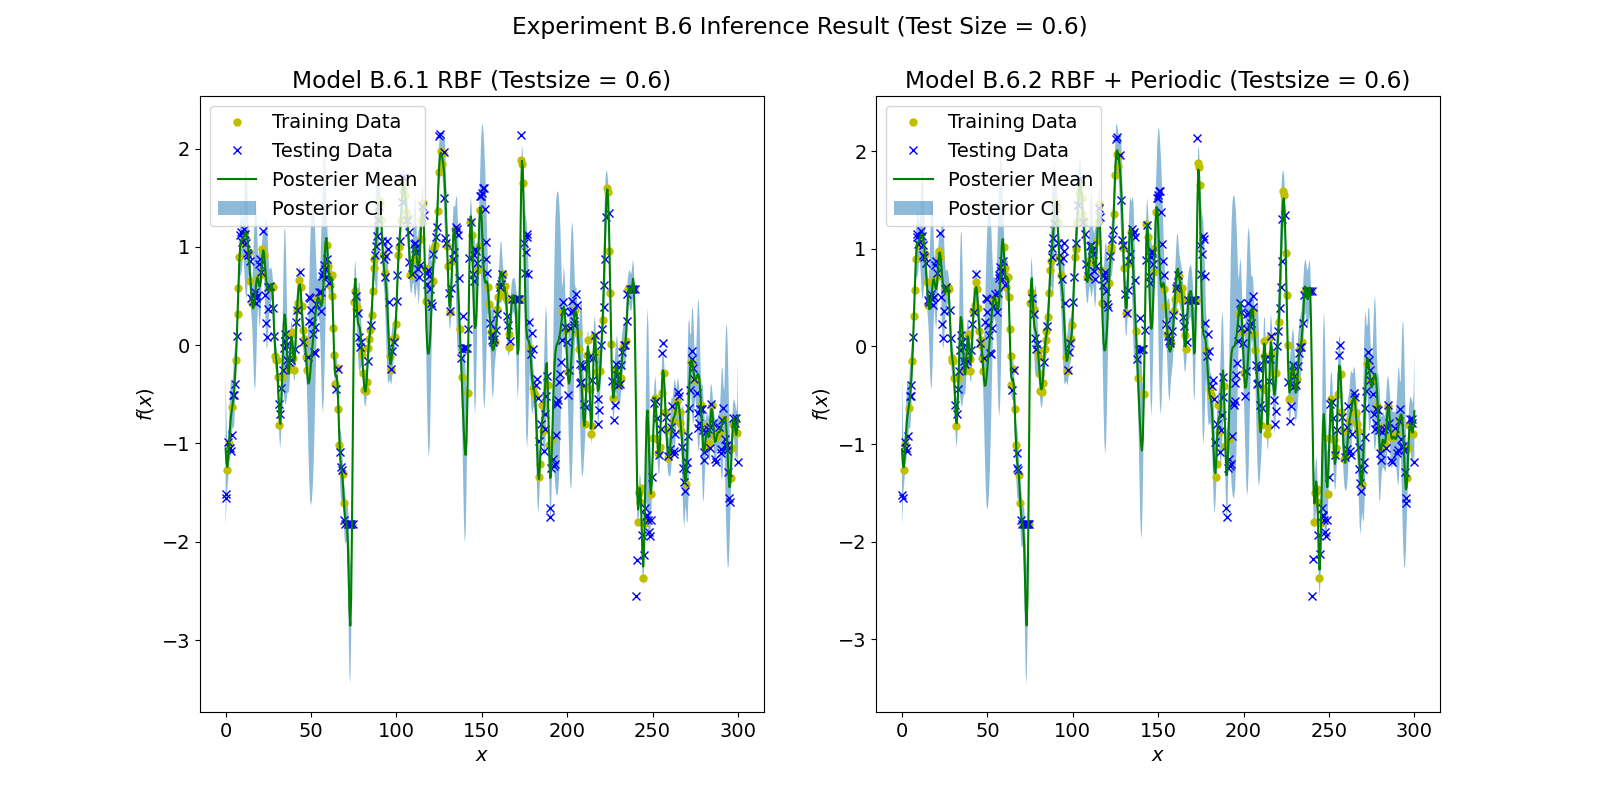 Experiment B.6 Inference Result (Test Size = 0.6)
Model B.6.1 RBF (Testsize = 0.6)
Training Data
Testing Data
Posterier Mean
Posterior CI
2
1
0
−1
−2
−3
f(x)
0 50 100 150 200 250 300
x
Model B.6.2 RBF + Periodic (Testsize = 0.6)
Training Data
Testing Data
Posterier Mean
Posterior CI
2
1
0
−1
−2
−3
f(x)
0 50 100 150 200 250 300
x